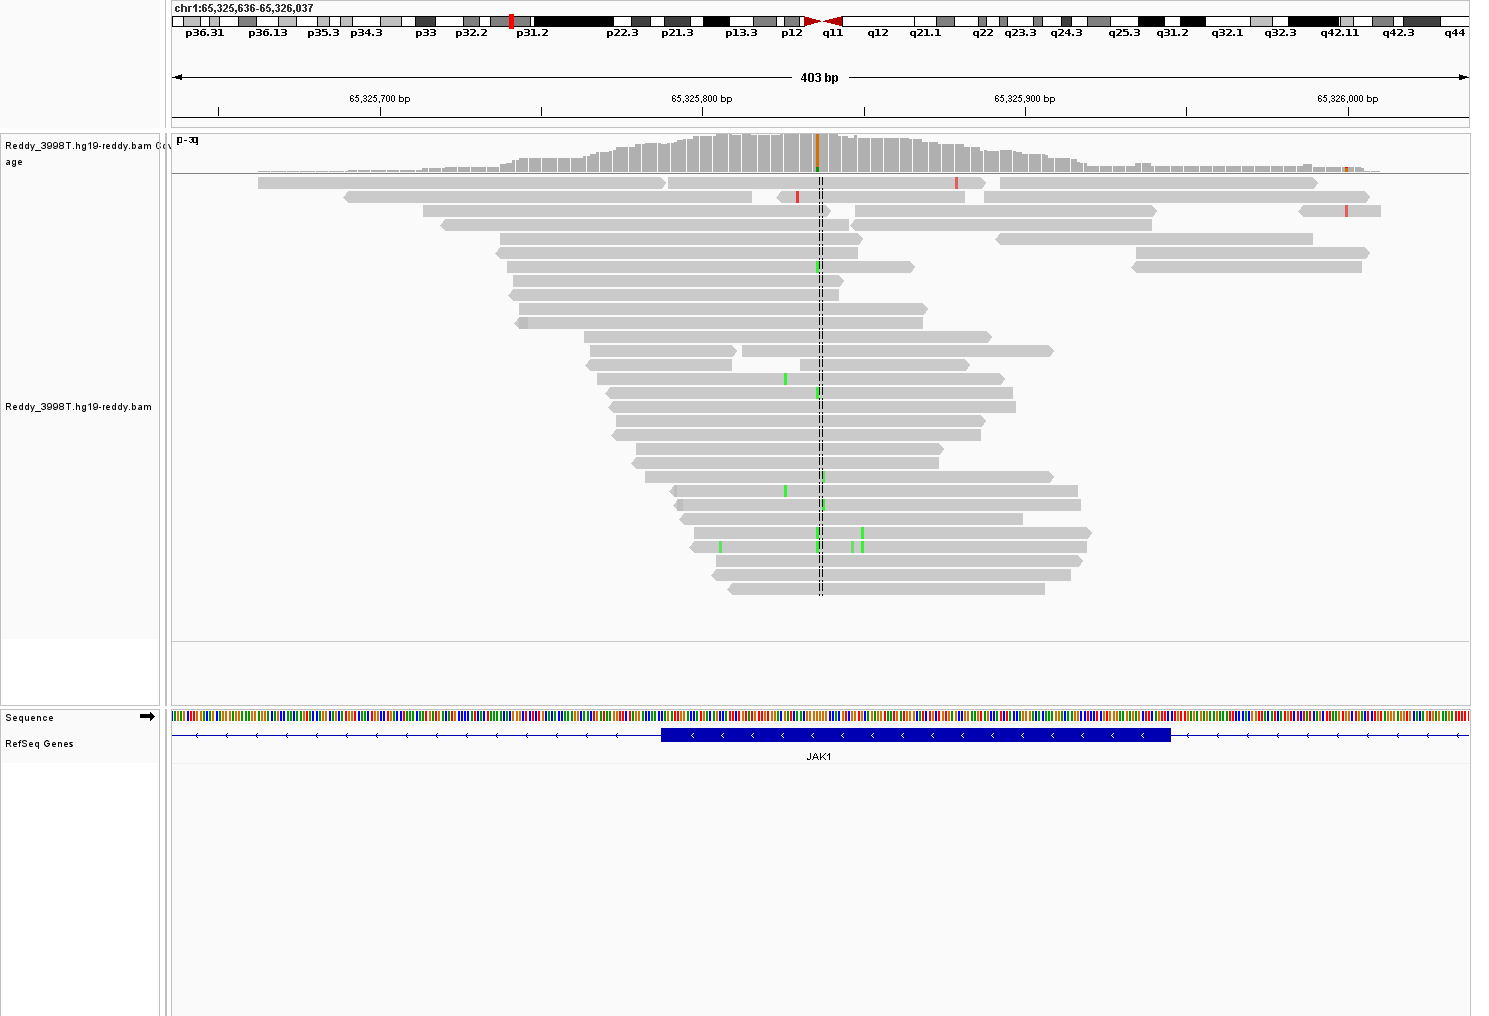 chr1:65,325,636-65,326,037
p36.31 p36.13 p35.3 p34.3 p33 p32.2 p31.2 p22.3 p21.3 p13.3 p12 q11 q12 q21.1 q22 q23.3 q24.3 q25.3 q31.2 q32.1 q32.3 q42.11 q42.3 q44
403 bp
65,325,700 bp 65,325,800 bp 65,325,900 bp 65,326,000 bp
Reddy_3998T.hg19-reddy.bam Cov
age
[0 - 30]
Reddy_3998T.hg19-reddy.bam
Sequence
RefSeq Genes
JAK1